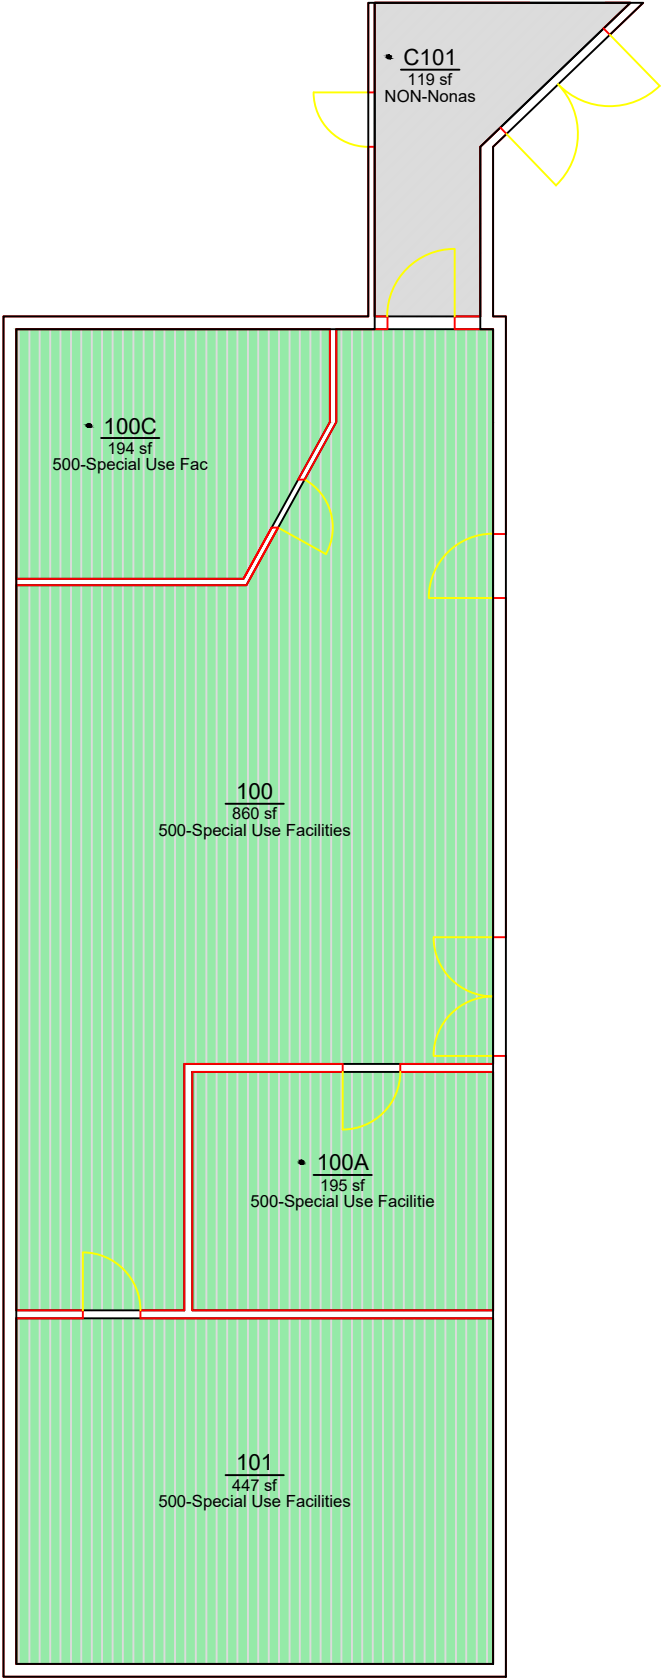 C101
119 sf
NON-Nonas
100C
194 sf
500-Special Use Fac
100
860 sf
500-Special Use Facilities
100A
195 sf
500-Special Use Facilitie
101
447 sf
500-Special Use Facilities